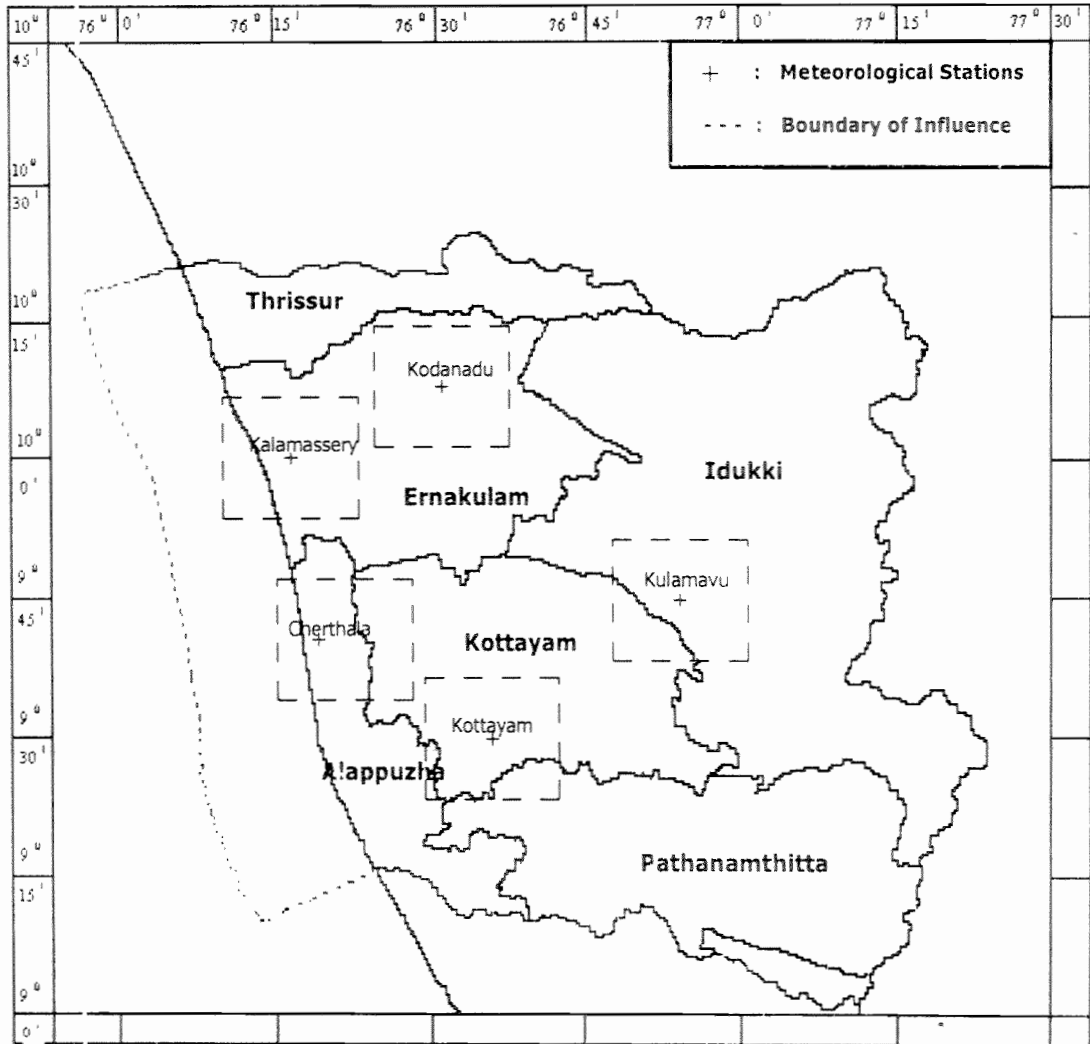 10° 76° 0' 76° 15' 76° 30' 76° 45' 77° 0' 77° 15' 77° 30'
45'
+ : Meteorological Stations
---- : Boundary of Influence
10°
30'
10°
15'
Thrissur
Kodanadu
Kalamassery
10°
0'
Ernakulam
Idukki
9°
45'
Kulamavu
Cherthala
Kottayam
9°
30'
Kottayam
Alappuzha
9°
15'
Pathanamthitta
9°
0'